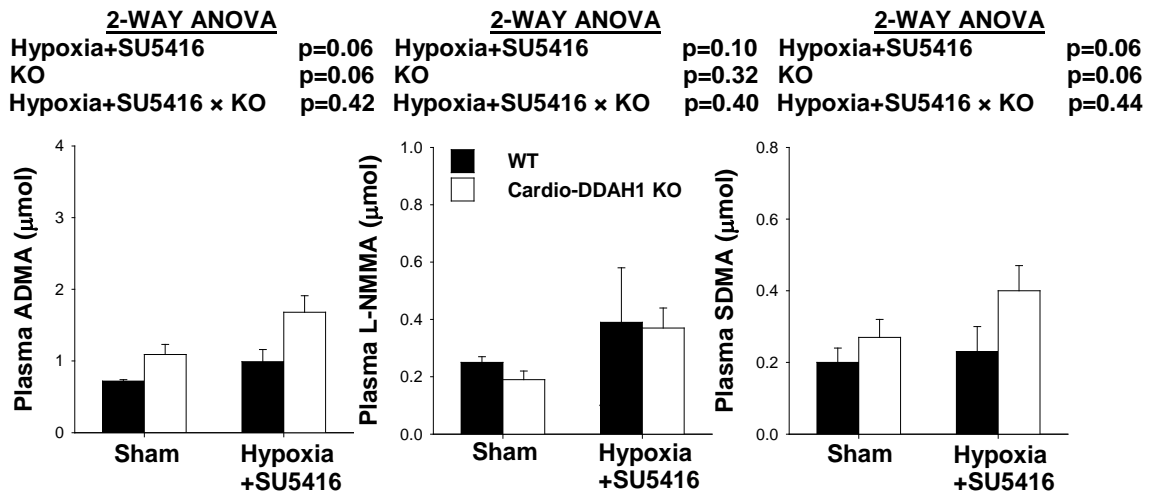 2-WAY ANOVA
Hypoxia+SU5416 p=0.06
KO p=0.06
Hypoxia+SU5416 × KO p=0.42
Plasma ADMA (μmol)
4
3
2
1
0
Sham
Hypoxia
+SU5416
2-WAY ANOVA
Hypoxia+SU5416 p=0.10
KO p=0.32
Hypoxia+SU5416 × KO p=0.40
WT
Cardio-DDAH1 KO
Plasma L-NMMA (μmol)
1.0
0.8
0.6
0.4
0.2
0.0
Sham
Hypoxia
+SU5416
2-WAY ANOVA
Hypoxia+SU5416 p=0.06
KO p=0.06
Hypoxia+SU5416 × KO p=0.44
Plasma SDMA (μmol)
0.8
0.6
0.4
0.2
0.0
Sham
Hypoxia
+SU5416